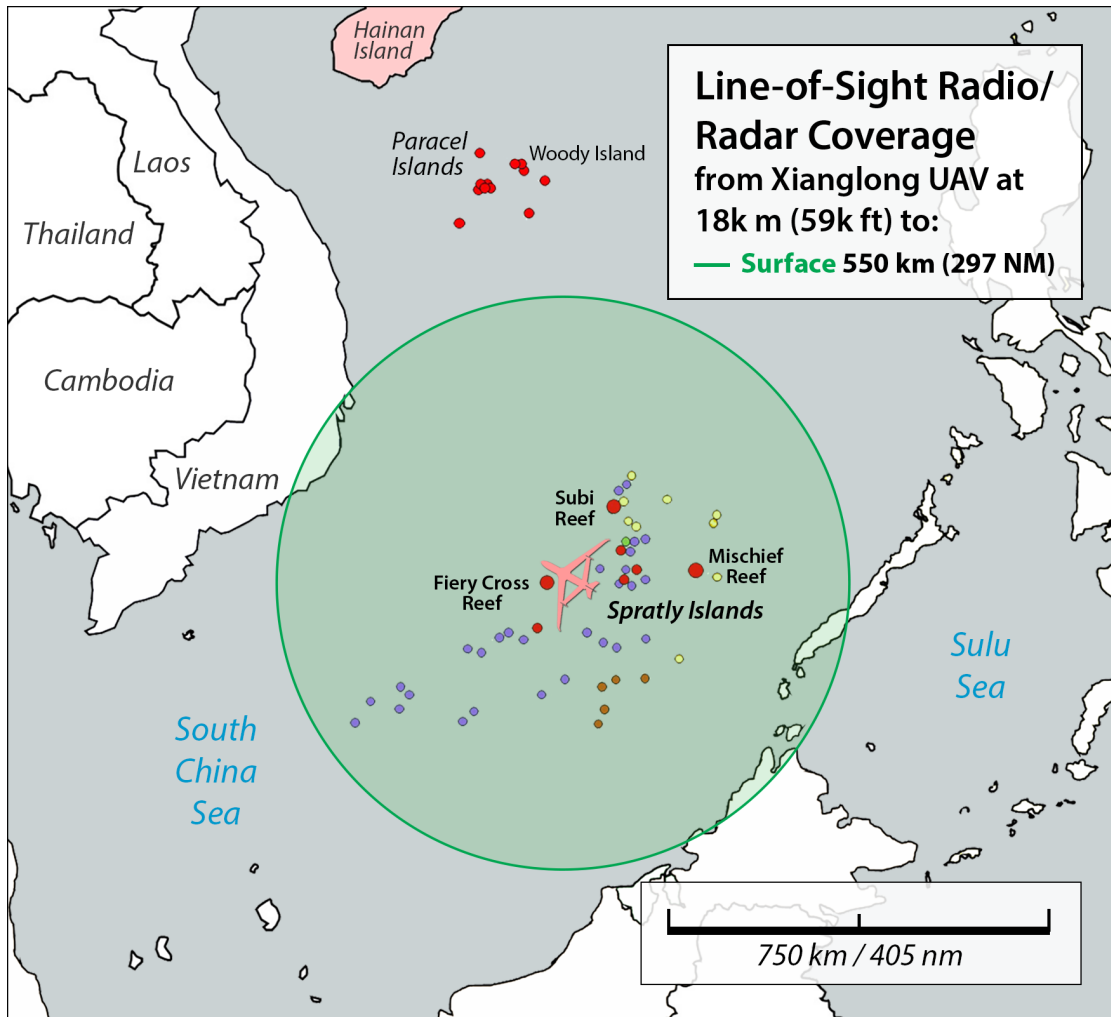 Hainan
Island
Line-of-Sight Radio/
Radar Coverage
from Xianglong UAV at
18k m (59k ft) to:
Surface 550 km (297 NM)
Paracel
Islands
Woody Island
Laos
Thailand
Cambodia
Vietnam
Subi
Reef
Mischief
Reef
Fiery Cross
Reef
Spratly Islands
Sulu
Sea
South
China
Sea
750 km / 405 nm